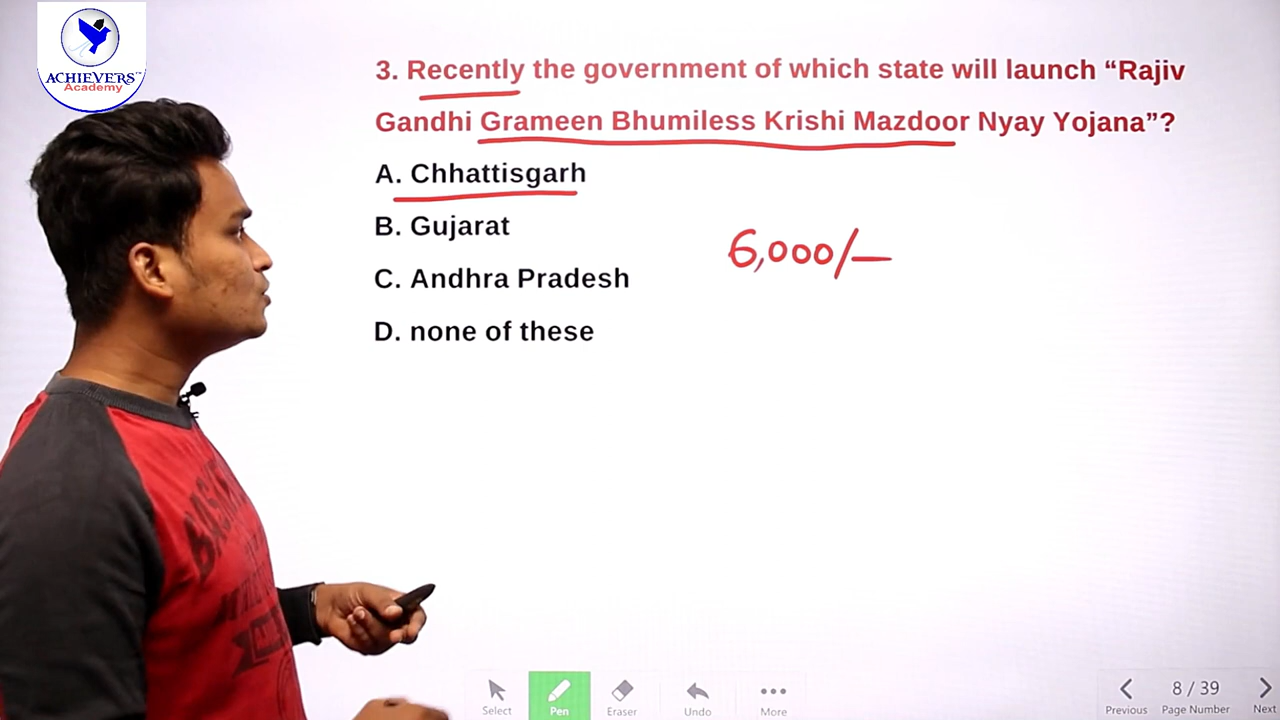 ACHIEVERS
Academy
3. Recently the government of which state will launch “Rajiv
Gandhi Grameen Bhumiless Krishi Mazdoor Nyay Yojana”?
A. Chhattisgarh
B. Gujarat
6,000/-
C. Andhra Pradesh
D. none of these
Select
Pen
Eraser
Undo
More
Previous
8 / 39
Page Number
Next